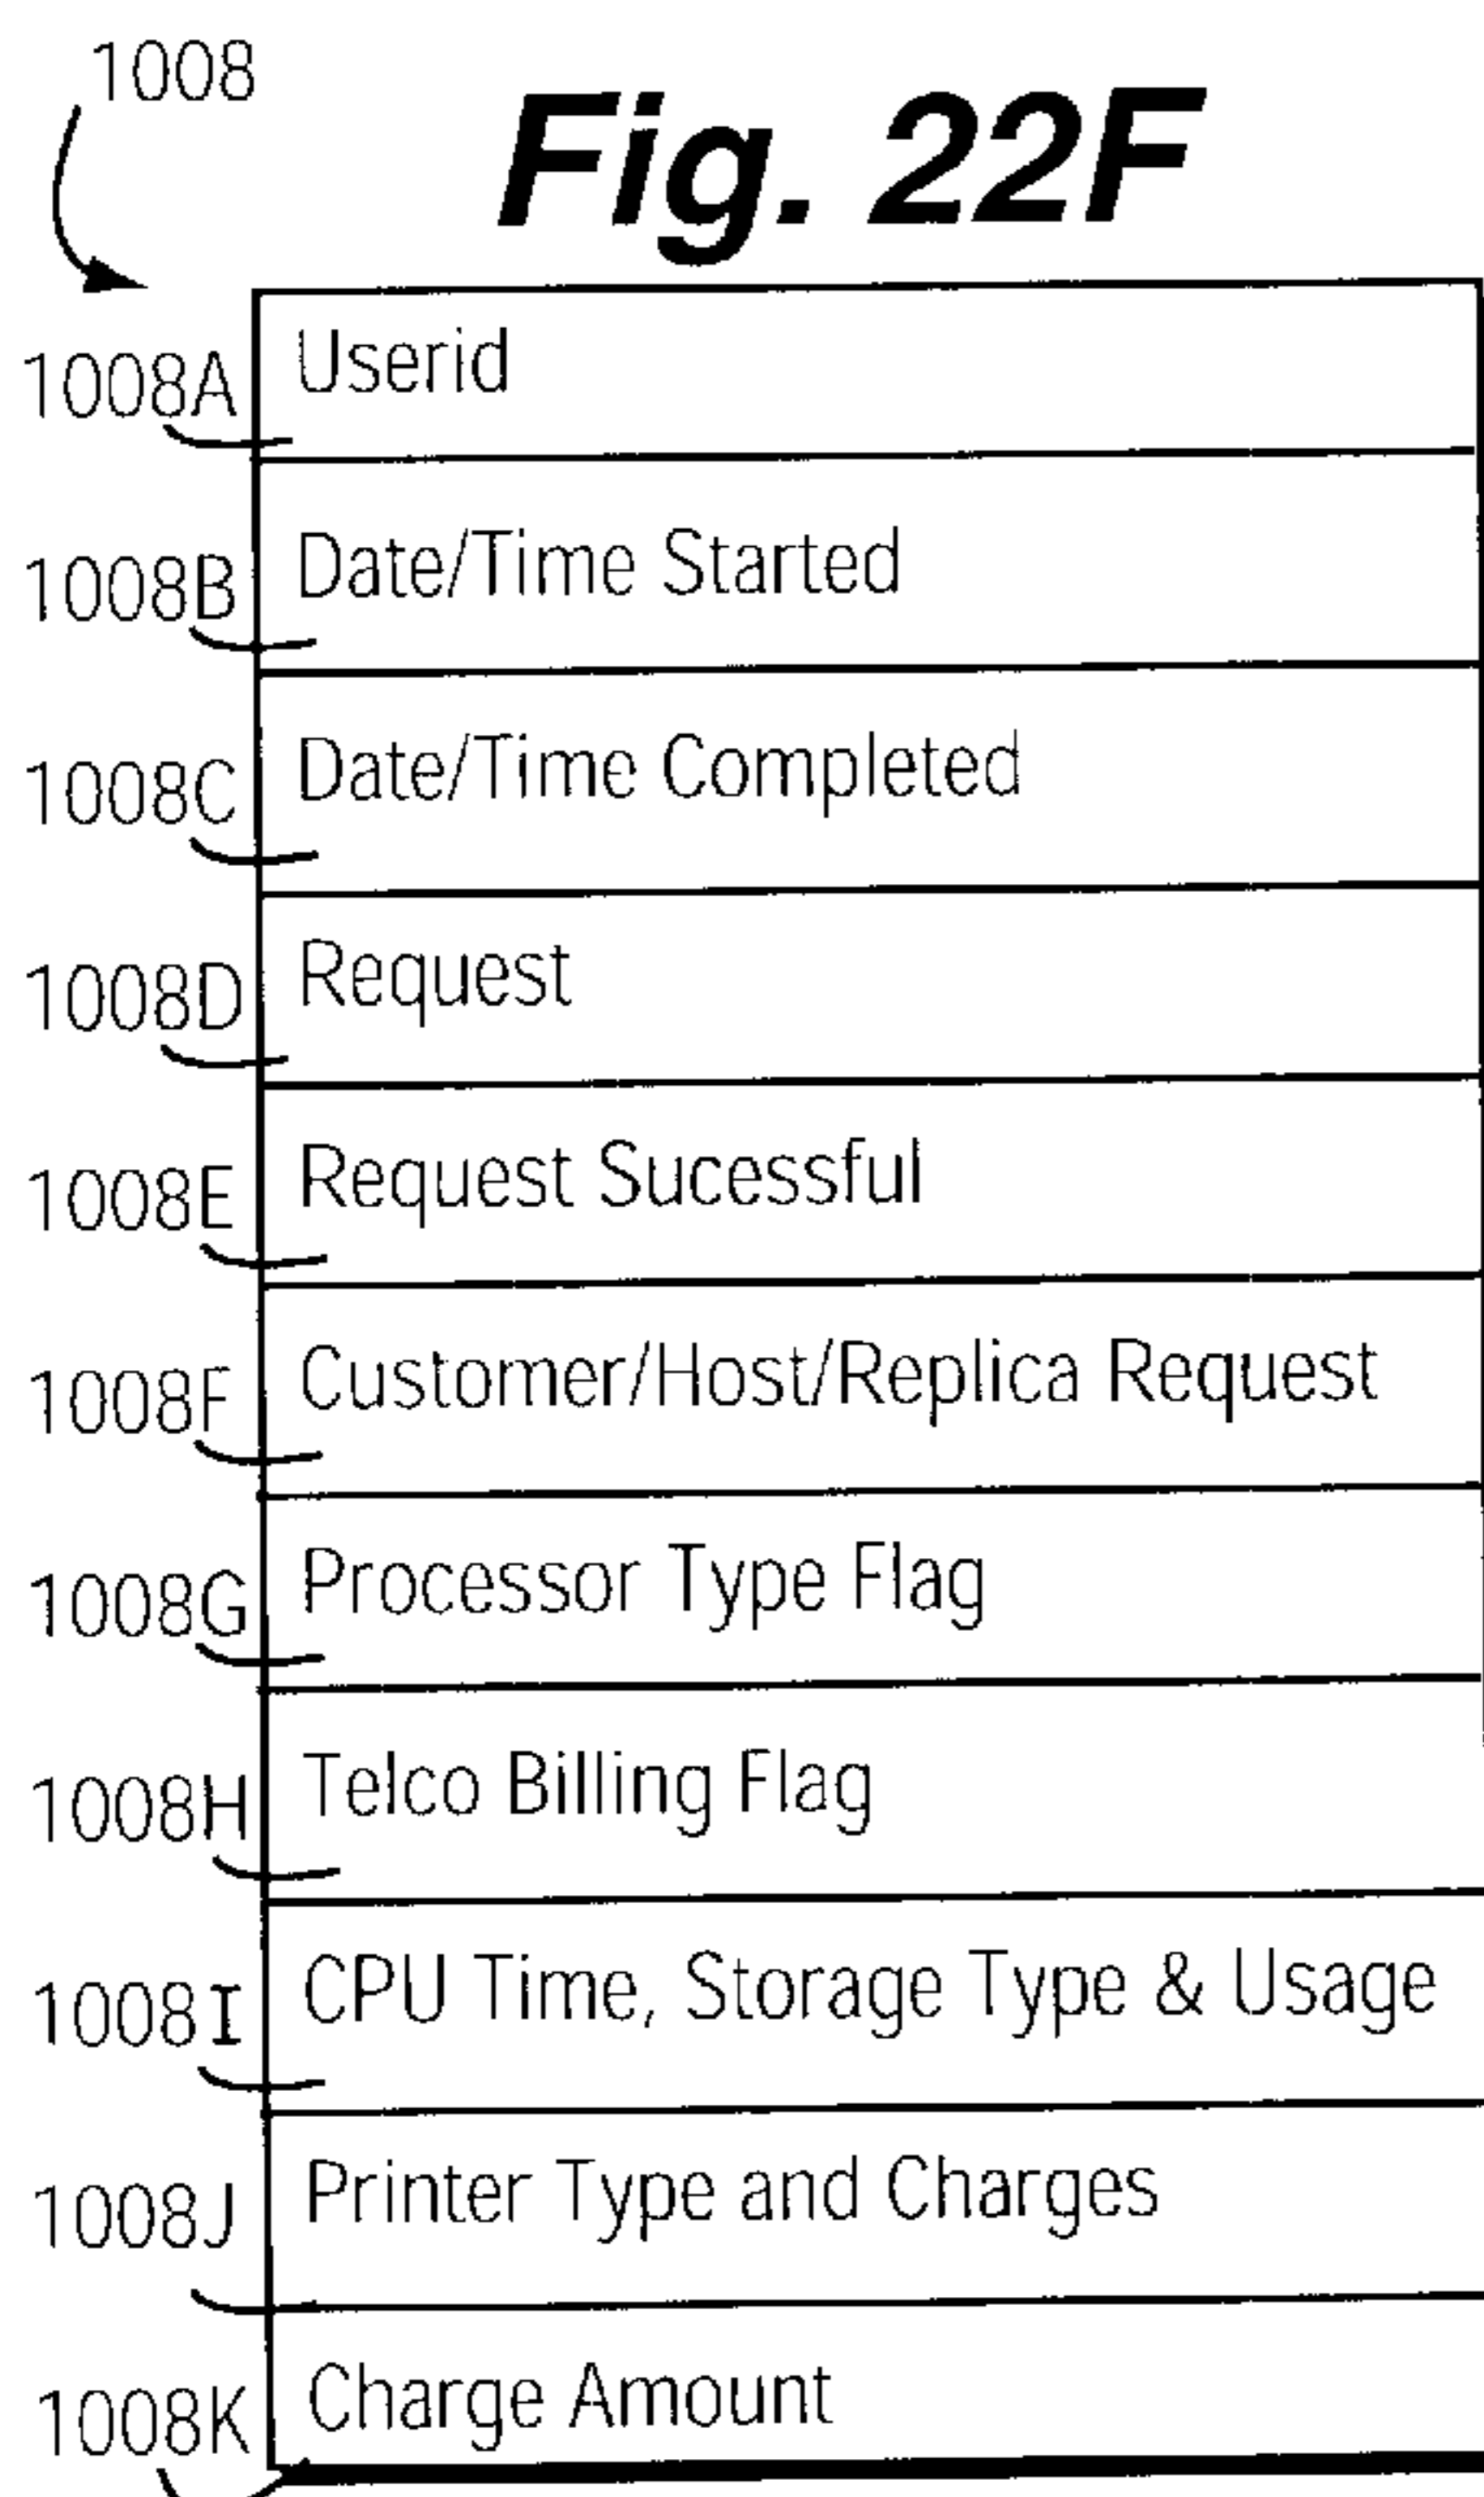 1008
Fig. 22F
1008A Userid
1008B Date/Time Started
1008C Date/Time Completed
1008D Request
1008E Request Sucessful
1008F Customer/Host/Replica Request
1008G Processor Type Flag
1008H Telco Billing Flag
1008I CPU Time, Storage Type & Usage
1008J Printer Type and Charges
1008K Charge Amount